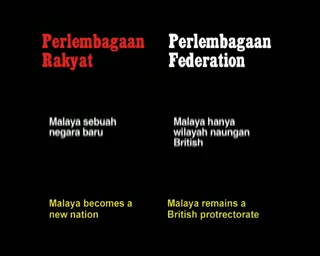 Perlembagaan
Rakyat
Perlembagaan
Federation
Malaya sebuah
negara baru
Malaya hanya
wilayah naungan
British
Malaya becomes a
new nation
Malaya remains a
British protrectorate